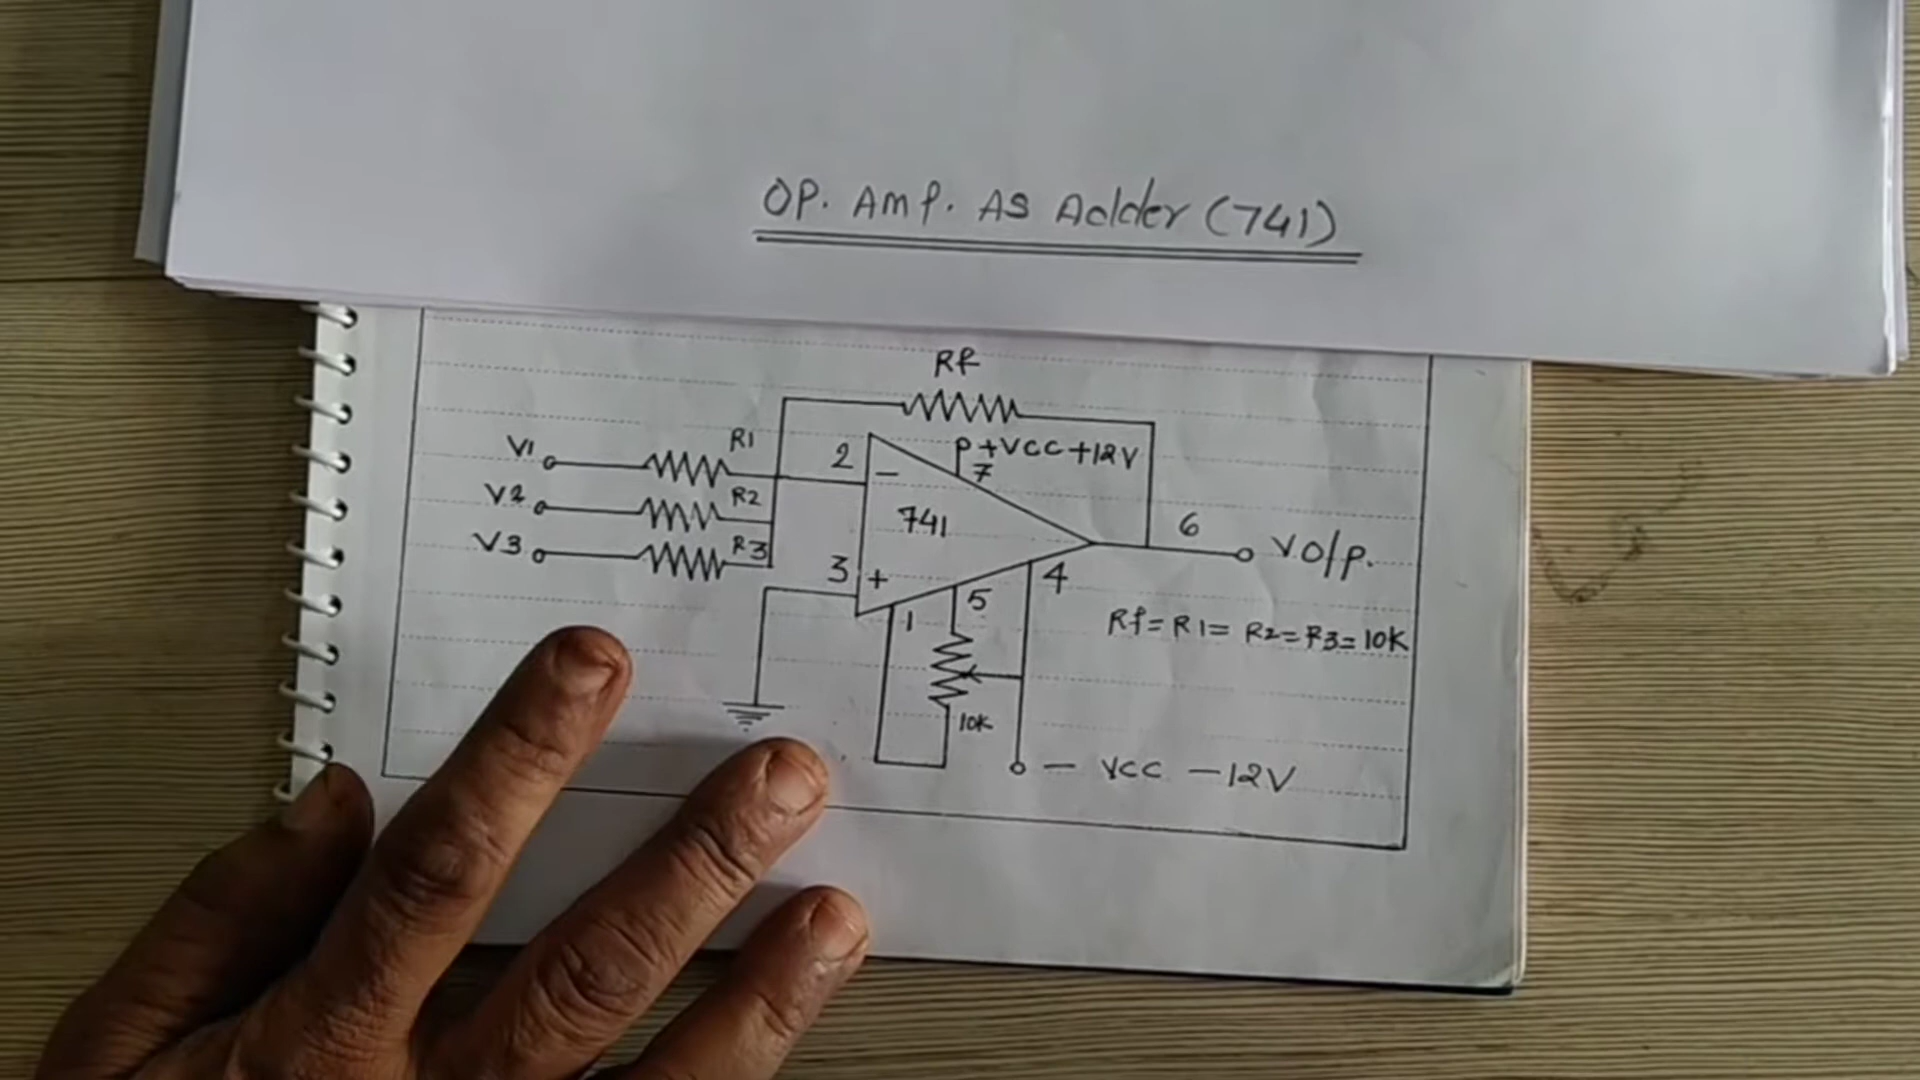 OP. Amp. As Adder (741)
Rf
V1
R1
2
−
+VCC +12V
7
V2
R2
741
6
VO/P.
V3
R3
3
+
1
5
4
Rf = R1 = R2 = R3 = 10K
10K
− VCC −12V